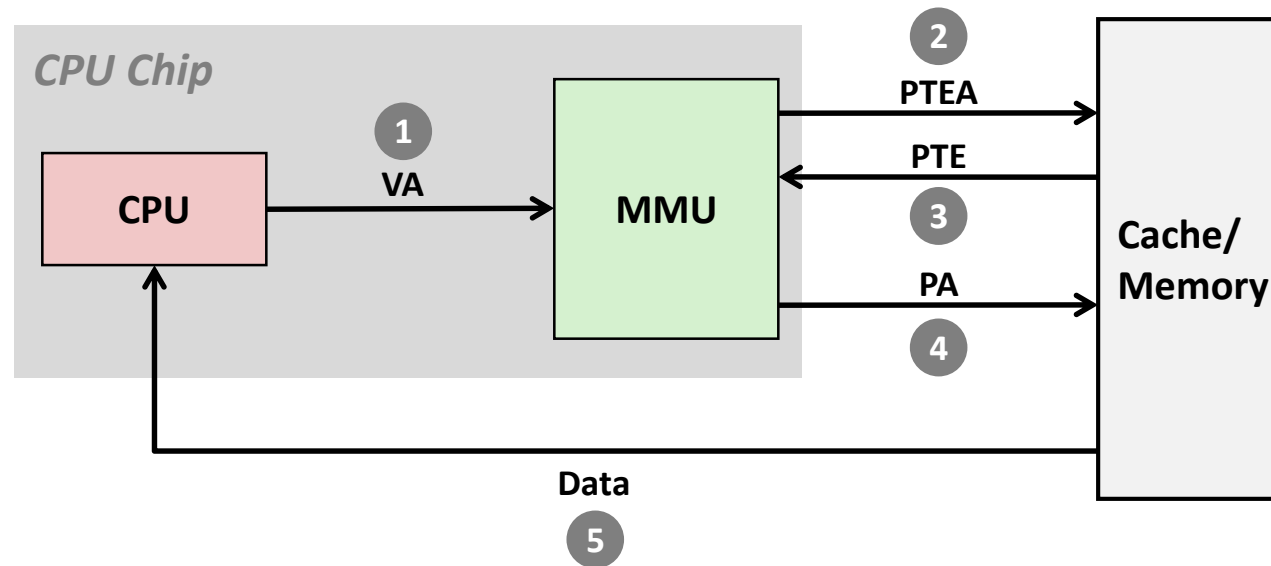 CPU Chip
2
PTEA
1
VA
PTE
CPU
MMU
3
Cache/
Memory
PA
4
Data
5